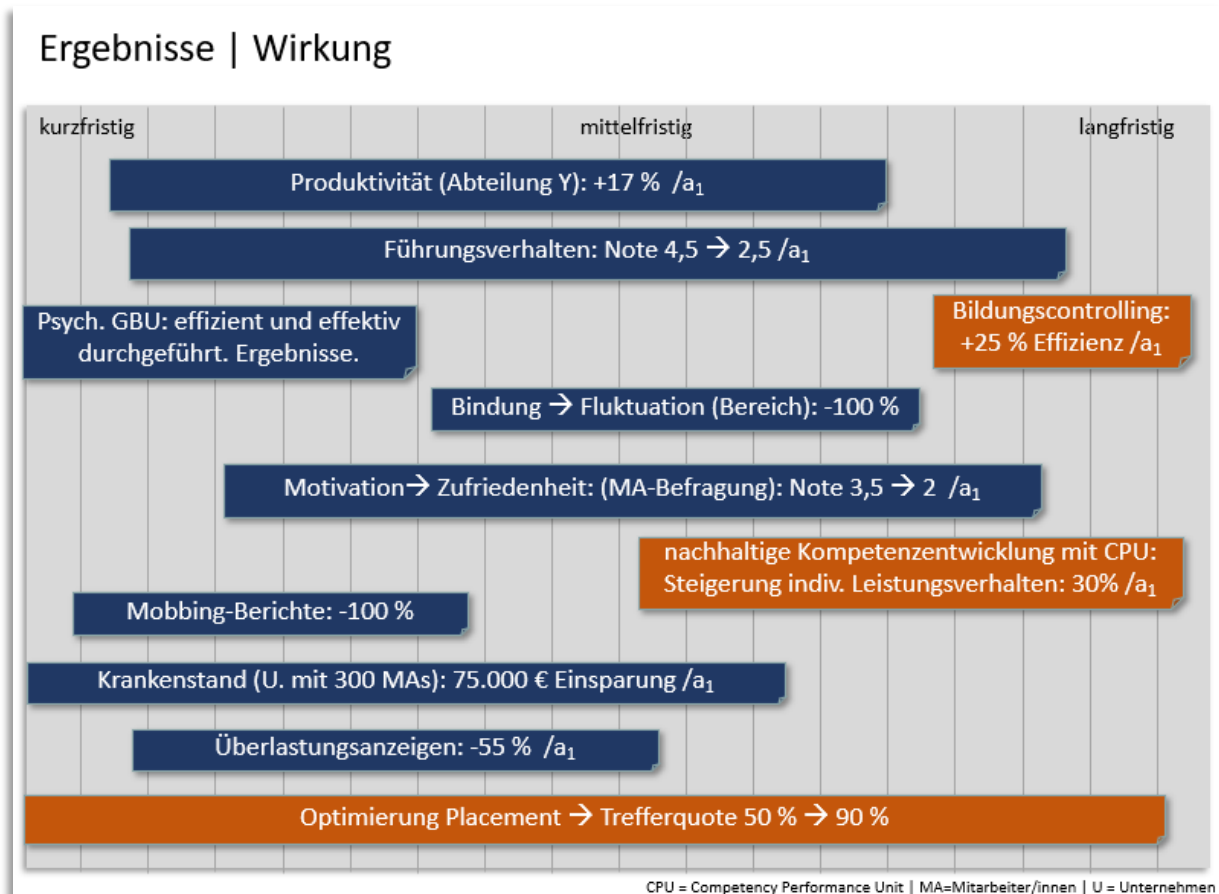 Ergebnisse | Wirkung
kurzfristig mittelfristig langfristig
Produktivität (Abteilung Y): +17 % /a₁
Führungsverhalten: Note 4,5 → 2,5 /a₁
Psych. GBU: effizient und effektiv
durchgeführt. Ergebnisse.
Bildungscontrolling:
+25 % Effizienz /a₁
Bindung → Fluktuation (Bereich): -100 %
Motivation→ Zufriedenheit: (MA-Befragung): Note 3,5 → 2 /a₁
nachhaltige Kompetenzentwicklung mit CPU:
Steigerung indiv. Leistungsverhalten: 30% /a₁
Mobbing-Berichte: -100 %
Krankenstand (U. mit 300 MAs): 75.000 € Einsparung /a₁
Überlastungsanzeigen: -55 % /a₁
Optimierung Placement → Trefferquote 50 % → 90 %
CPU = Competency Performance Unit | MA=Mitarbeiter/innen | U = Unternehmen